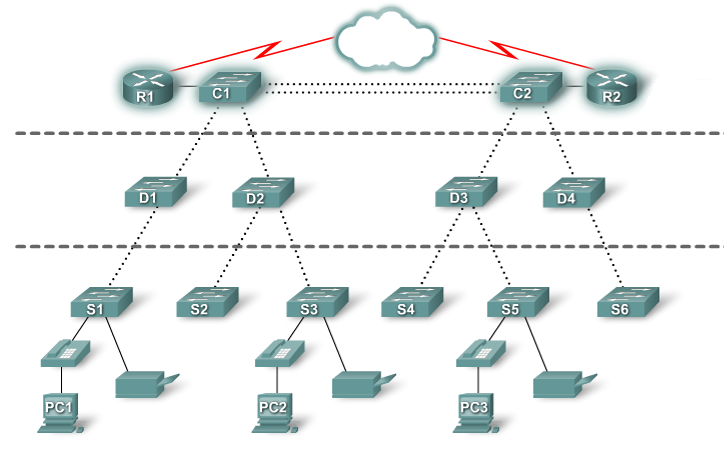 R1 C1 C2 R2
D1 D2 D3 D4
S1 S2 S3 S4 S5 S6
PC1 PC2 PC3